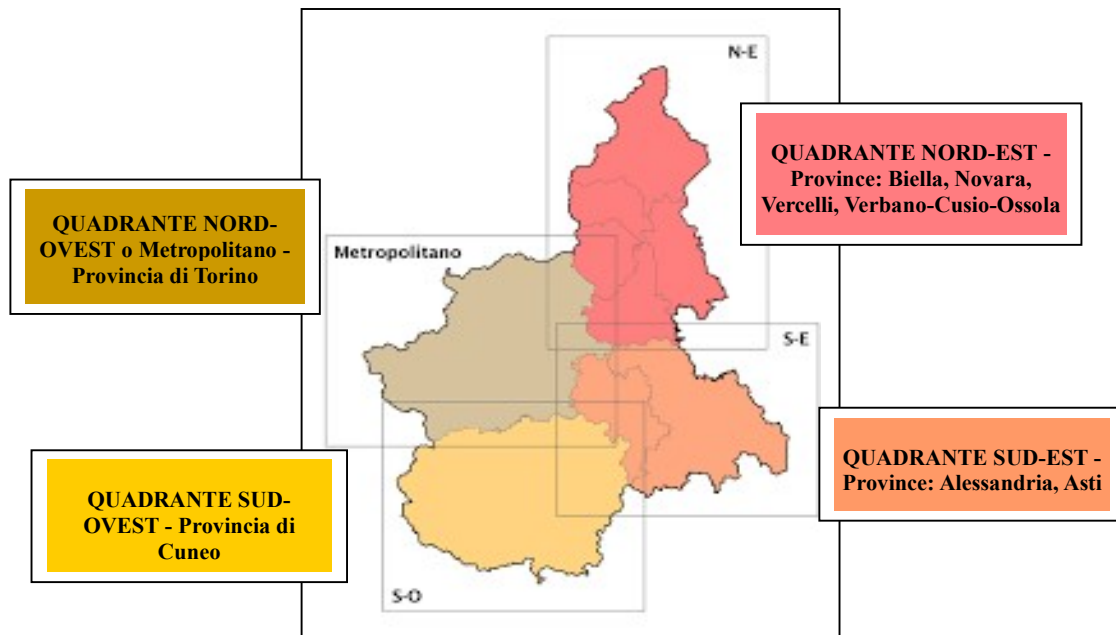 N-E
QUADRANTE NORD-EST -
Province: Biella, Novara,
Vercelli, Verbano-Cusio-Ossola
QUADRANTE NORD-
OVEST o Metropolitano -
Provincia di Torino
Metropolitano
S-E
QUADRANTE SUD-EST -
Province: Alessandria, Asti
QUADRANTE SUD-
OVEST - Provincia di
Cuneo
S-O